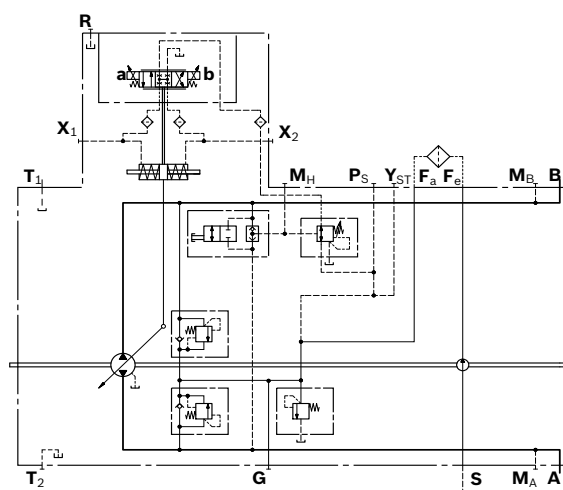 R
a b
X1 X2
T1 MH PS YST Fa Fe MB B
T2 G S MA A